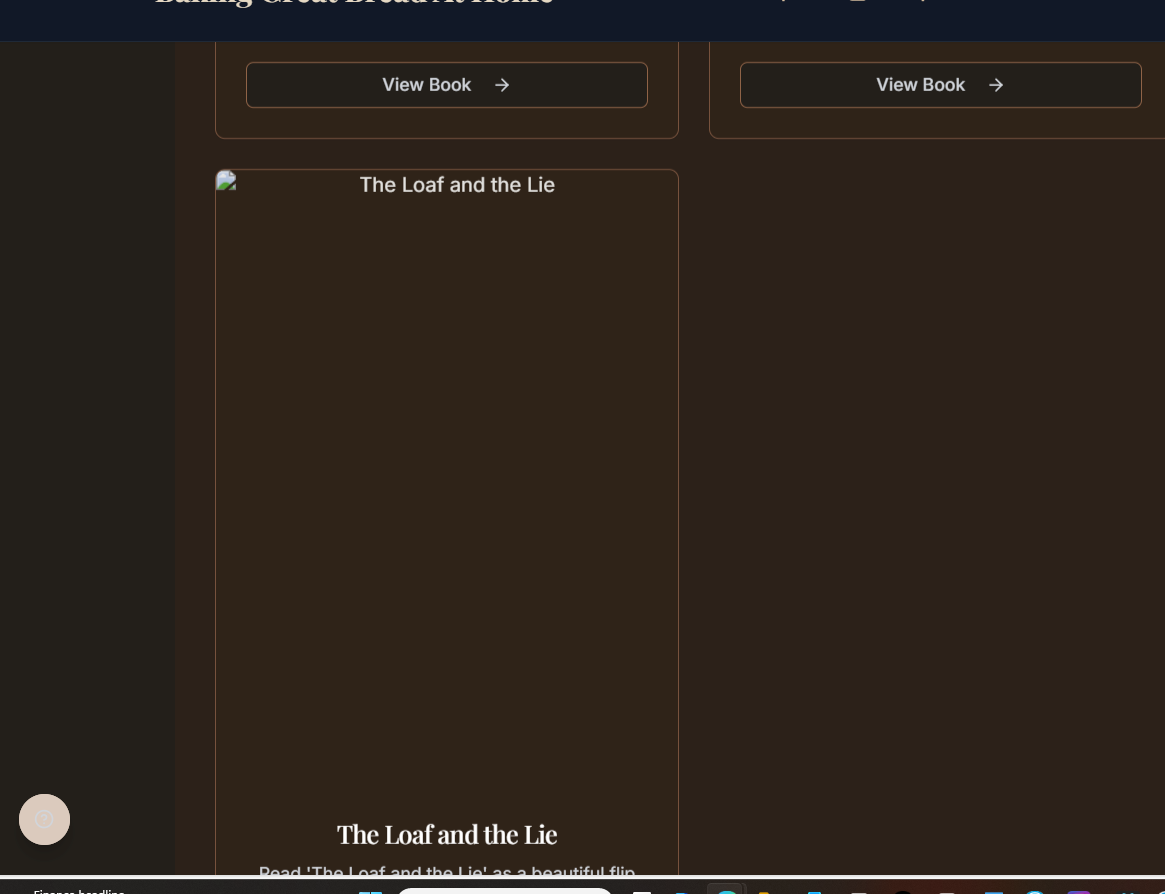 Baking Great Bread At Home
View Book
View Book
The Loaf and the Lie
The Loaf and the Lie
Read 'The Loaf and the Lie' as a beautiful flip
Finance headline